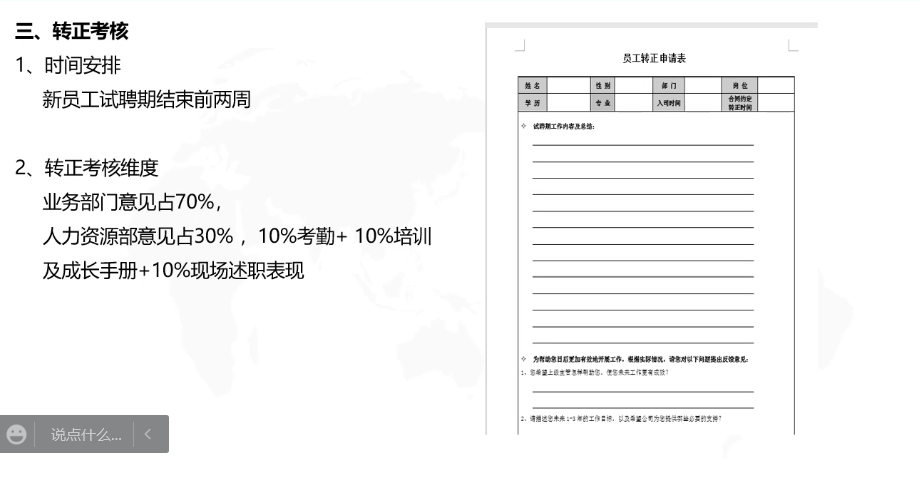 三、转正考核
1、时间安排
新员工试聘期结束前两周
2、转正考核维度
业务部门意见占70%，
人力资源部意见占30% ，10%考勤+ 10%培训
及成长手册+10%现场述职表现
员工转正申请表
姓 名 性 别 部 门 岗 位
学 历 专 业 入司时间 合同约定
转正时间
试聘期工作内容及总结：
为帮助您日后更加有效地开展工作，根据实际情况，请您对以下问题提出反馈意见：
1、您希望上级主管怎样帮助您，使您未来工作更有成效？
2、请描述您未来 1-3 年的工作目标，以及希望公司为您提供那些必要的支持？
说点什么...